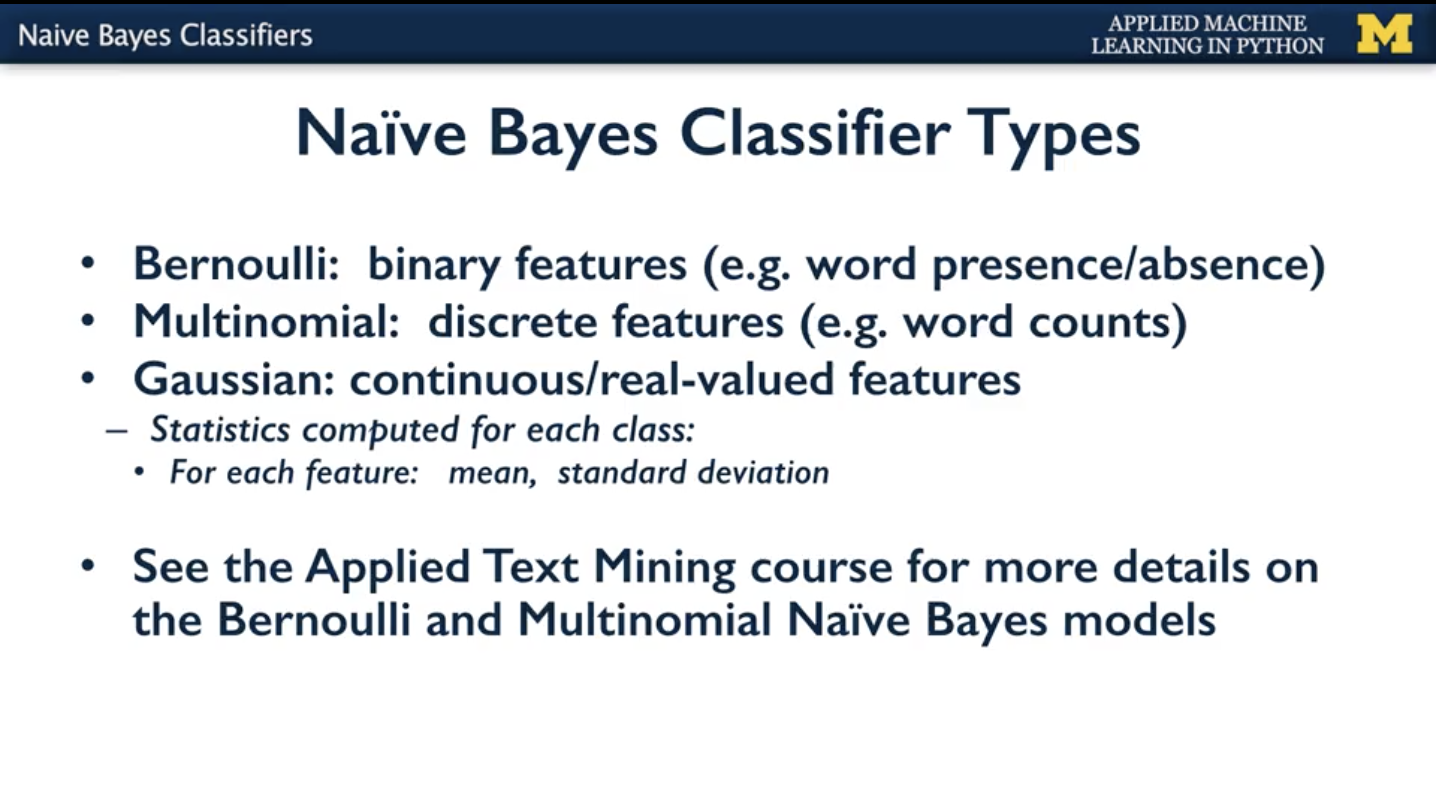 Naive Bayes Classifiers
APPLIED MACHINE
LEARNING IN PYTHON
M
Naïve Bayes Classifier Types
• Bernoulli: binary features (e.g. word presence/absence)
• Multinomial: discrete features (e.g. word counts)
• Gaussian: continuous/real-valued features
– Statistics computed for each class:
• For each feature: mean, standard deviation
• See the Applied Text Mining course for more details on
the Bernoulli and Multinomial Naïve Bayes models